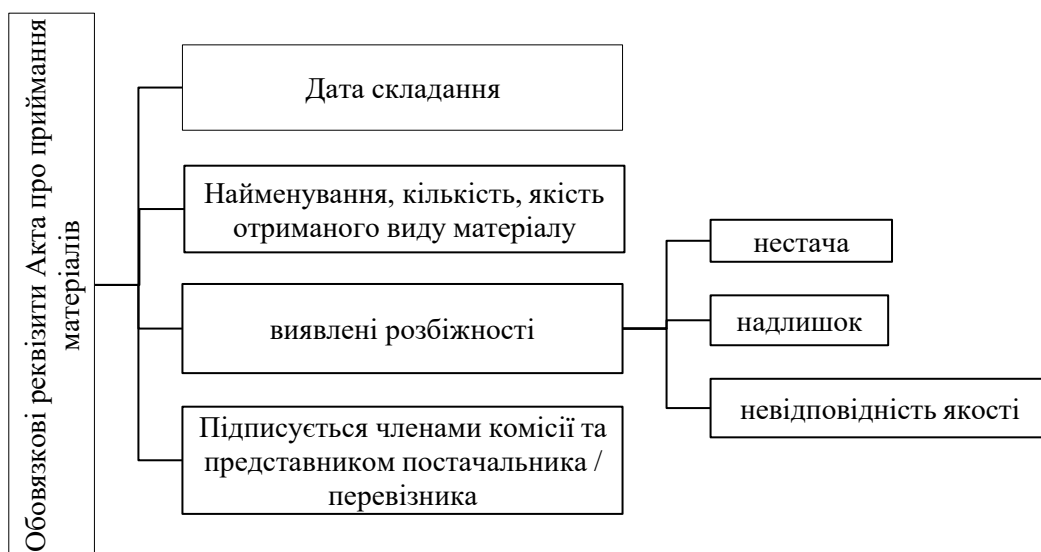 Обовязкові реквізити Акта про приймання
матеріалів
Дата складання
Найменування, кількість, якість
отриманого виду матеріалу
виявлені розбіжності
Підписується членами комісії та
представником постачальника /
перевізника
нестача
надлишок
невідповідність якості